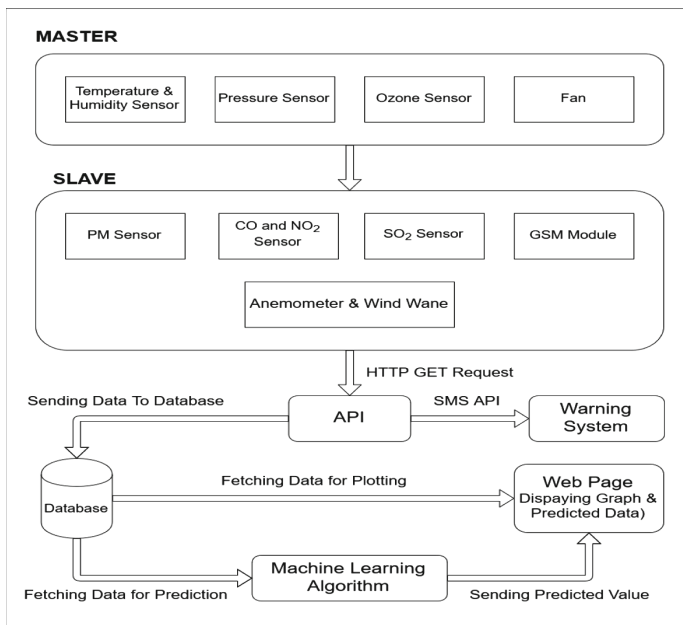 MASTER
Temperature &
Humidity Sensor
Pressure Sensor
Ozone Sensor
Fan
SLAVE
PM Sensor
CO and NO₂
Sensor
SO₂ Sensor
GSM Module
Anemometer & Wind Wane
HTTP GET Request
Sending Data To Database
API
SMS API
Warning
System
Database
Fetching Data for Plotting
Web Page
Dispaying Graph &
Predicted Data)
Machine Learning
Algorithm
Fetching Data for Prediction
Sending Predicted Value